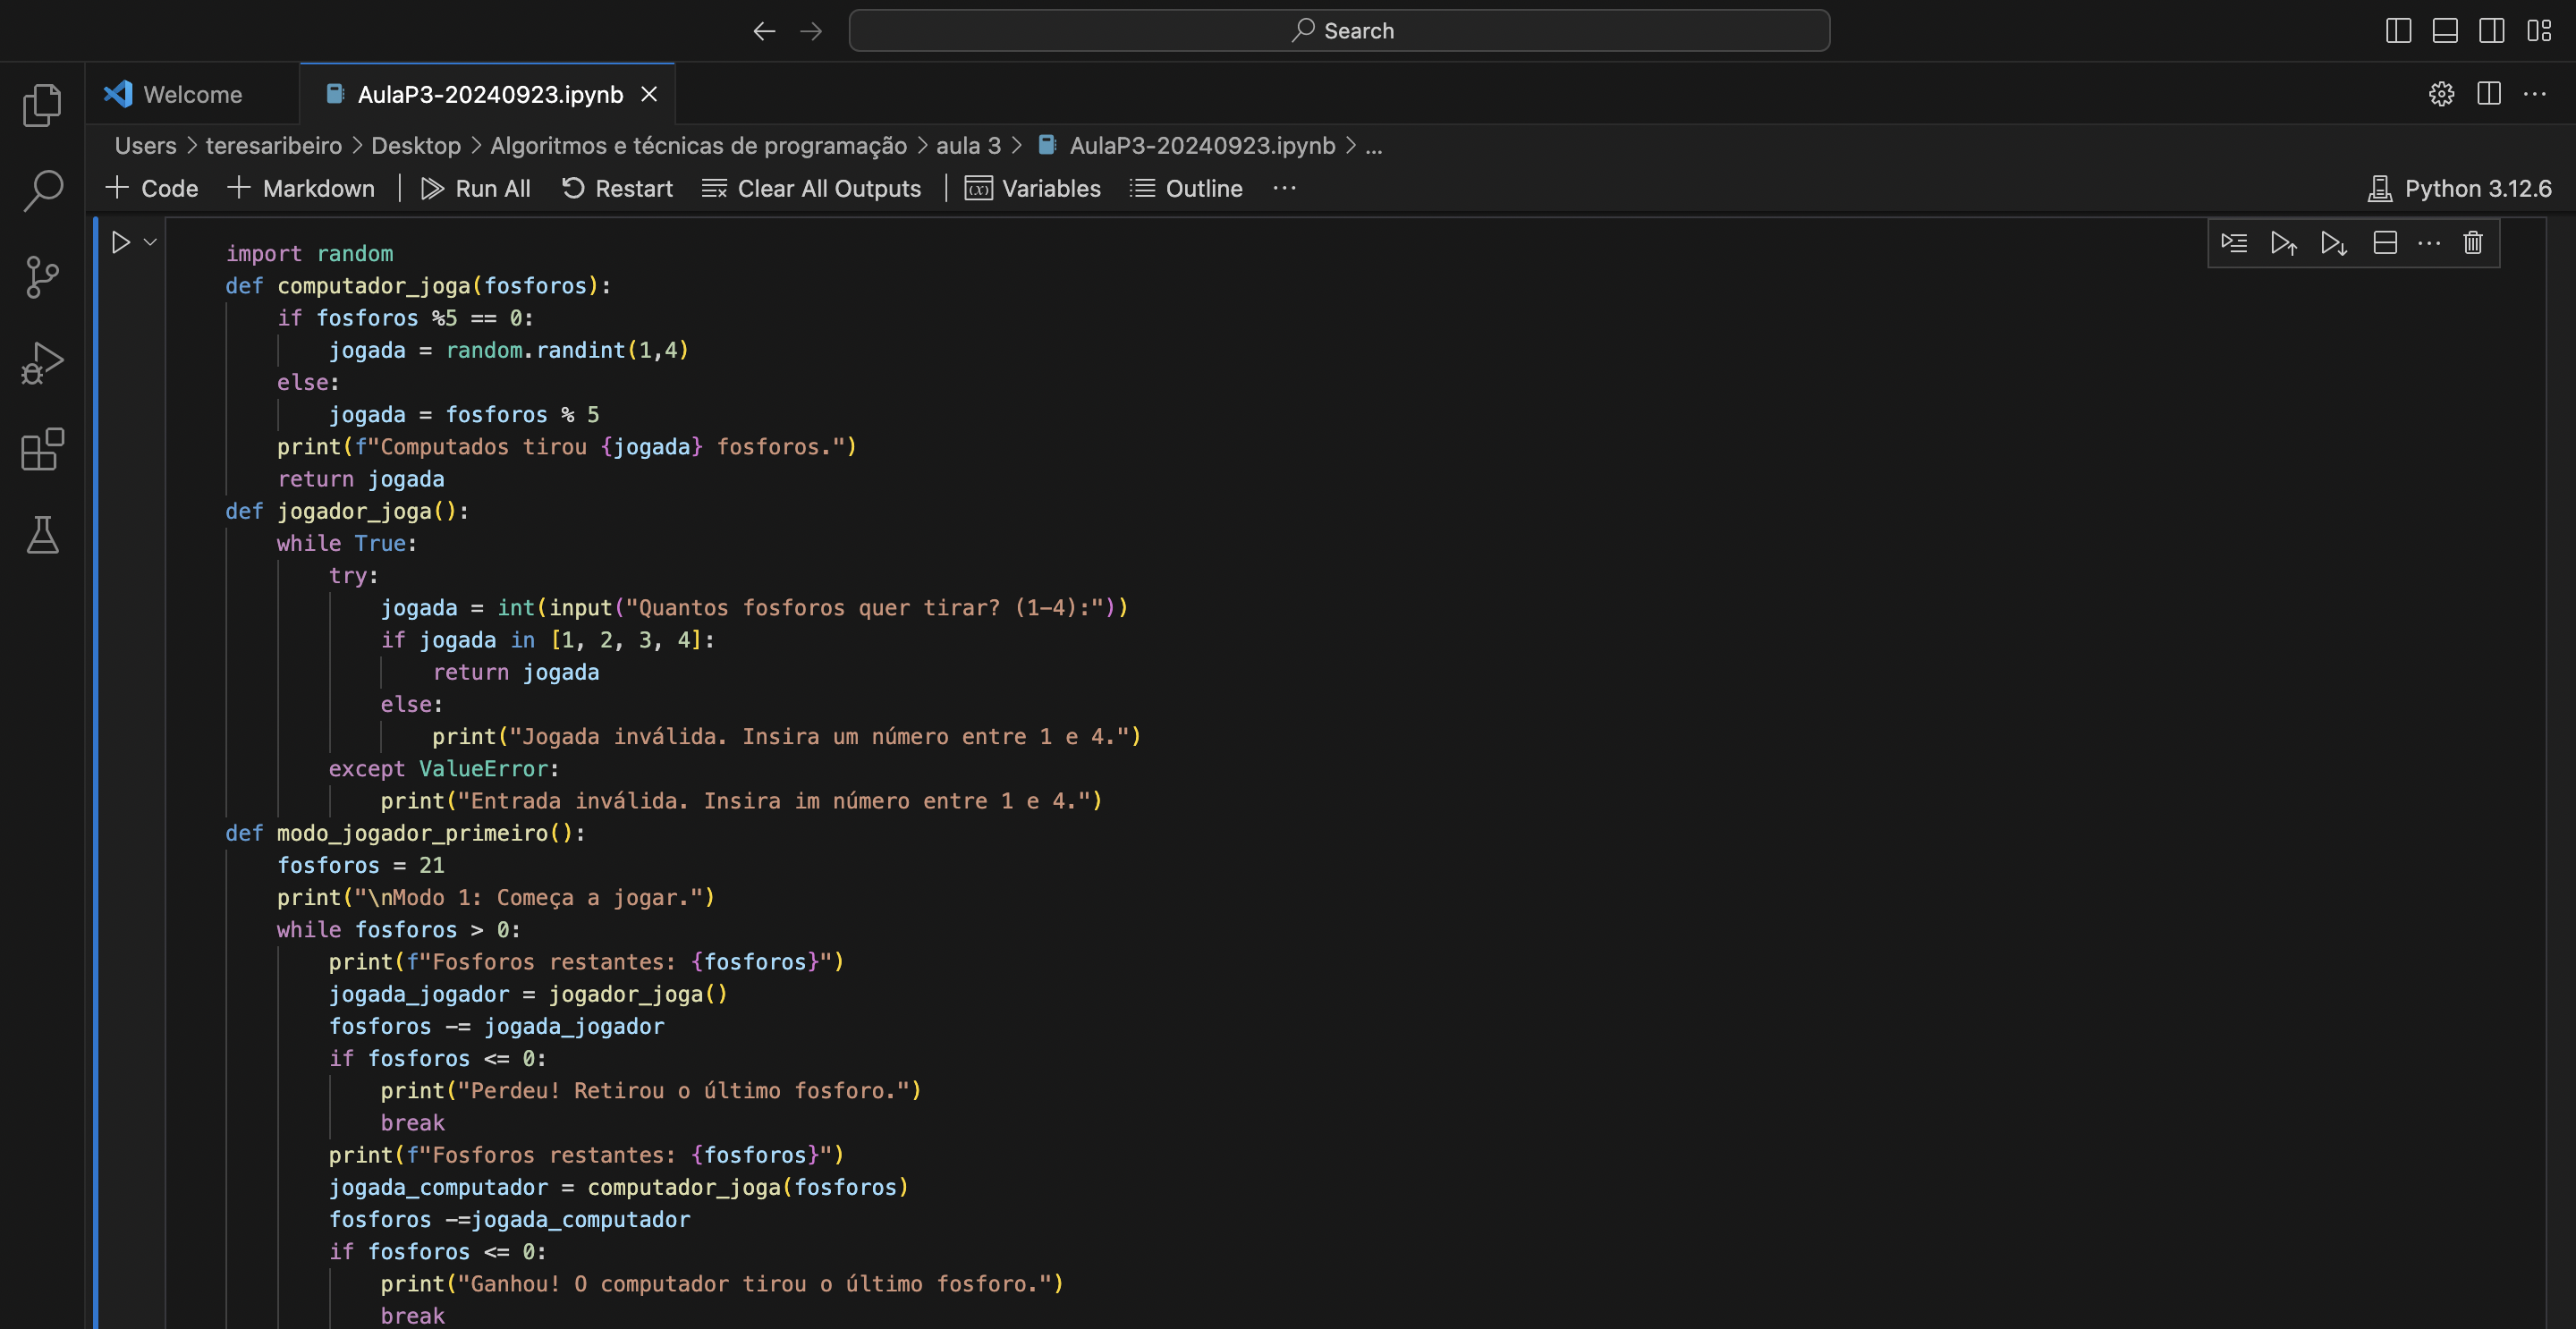 Search
Welcome
AulaP3-20240923.ipynb
Users > teresaribeiro > Desktop > Algoritmos e técnicas de programação > aula 3 > AulaP3-20240923.ipynb > ...
+ Code + Markdown | Run All Restart Clear All Outputs | Variables Outline ...
Python 3.12.6
import random
def computador_joga(fosforos):
    if fosforos %5 == 0:
        jogada = random.randint(1,4)
    else:
        jogada = fosforos % 5
    print(f"Computados tirou {jogada} fosforos.")
    return jogada
def jogador_joga():
    while True:
        try:
            jogada = int(input("Quantos fosforos quer tirar? (1-4):"))
            if jogada in [1, 2, 3, 4]:
                return jogada
            else:
                print("Jogada inválida. Insira um número entre 1 e 4.")
        except ValueError:
            print("Entrada inválida. Insira im número entre 1 e 4.")
def modo_jogador_primeiro():
    fosforos = 21
    print("\nModo 1: Começa a jogar.")
    while fosforos > 0:
        print(f"Fosforos restantes: {fosforos}")
        jogada_jogador = jogador_joga()
        fosforos -= jogada_jogador
        if fosforos <= 0:
            print("Perdeu! Retirou o último fosforo.")
            break
        print(f"Fosforos restantes: {fosforos}")
        jogada_computador = computador_joga(fosforos)
        fosforos -=jogada_computador
        if fosforos <= 0:
            print("Ganhou! O computador tirou o último fosforo.")
            break